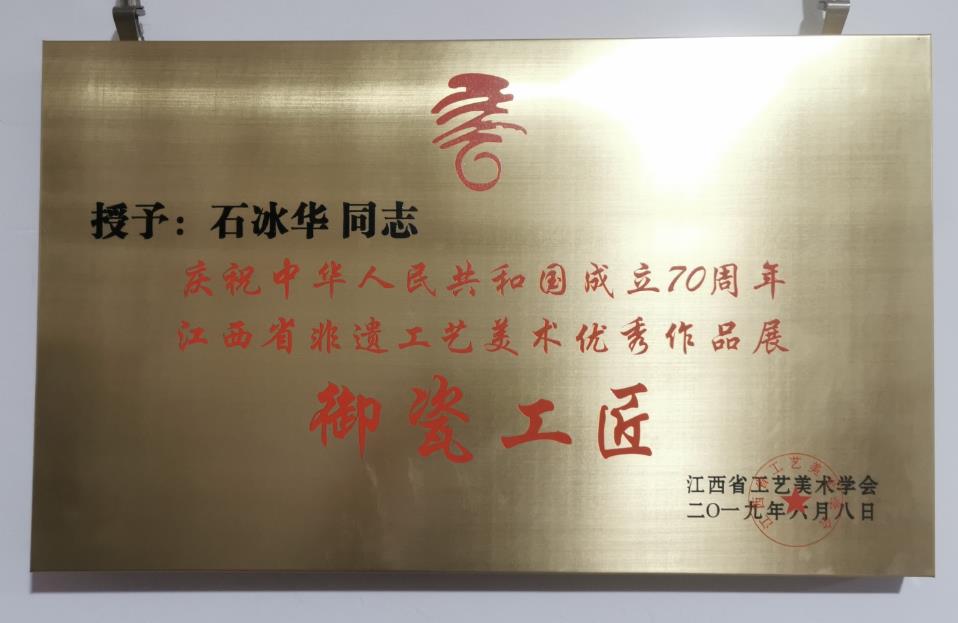 授予：石冰华 同志
庆祝中华人民共和国成立70周年
江西省非遗工艺美术优秀作品展
御瓷工匠
江西省工艺美术学会
二〇一九年六月八日